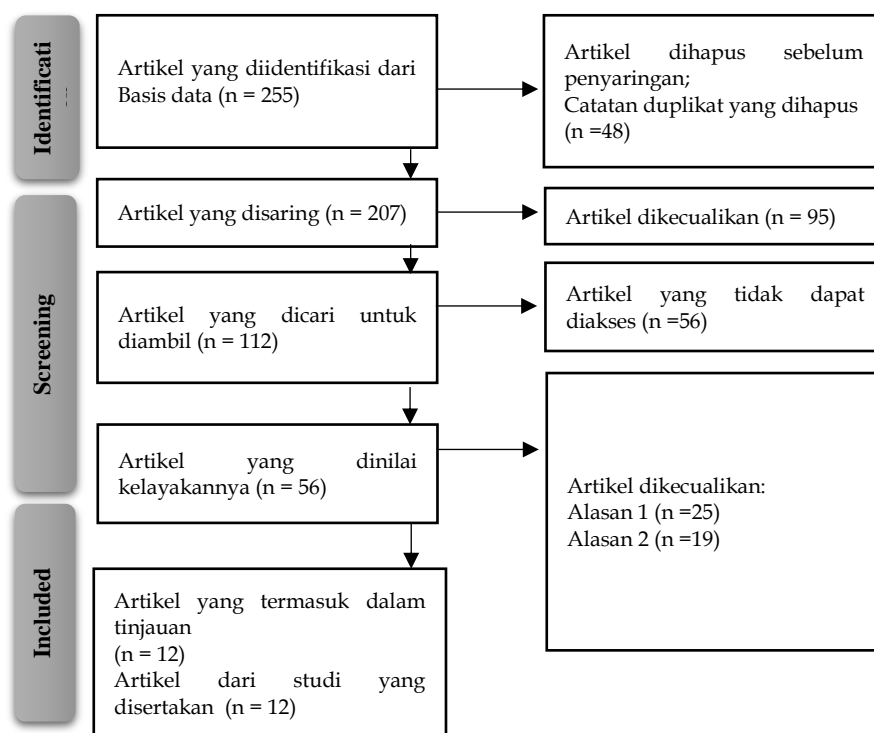 Identificati
Artikel yang diidentifikasi dari
Basis data (n = 255)
Artikel dihapus sebelum
penyaringan;
Catatan duplikat yang dihapus
(n =48)
Screening
Artikel yang disaring (n = 207)
Artikel dikecualikan (n = 95)
Artikel yang dicari untuk
diambil (n = 112)
Artikel yang tidak dapat
diakses (n =56)
Artikel yang dinilai
kelayakannya (n = 56)
Artikel dikecualikan:
Alasan 1 (n =25)
Alasan 2 (n =19)
Included
Artikel yang termasuk dalam
tinjauan
(n = 12)
Artikel dari studi yang
disertakan (n = 12)